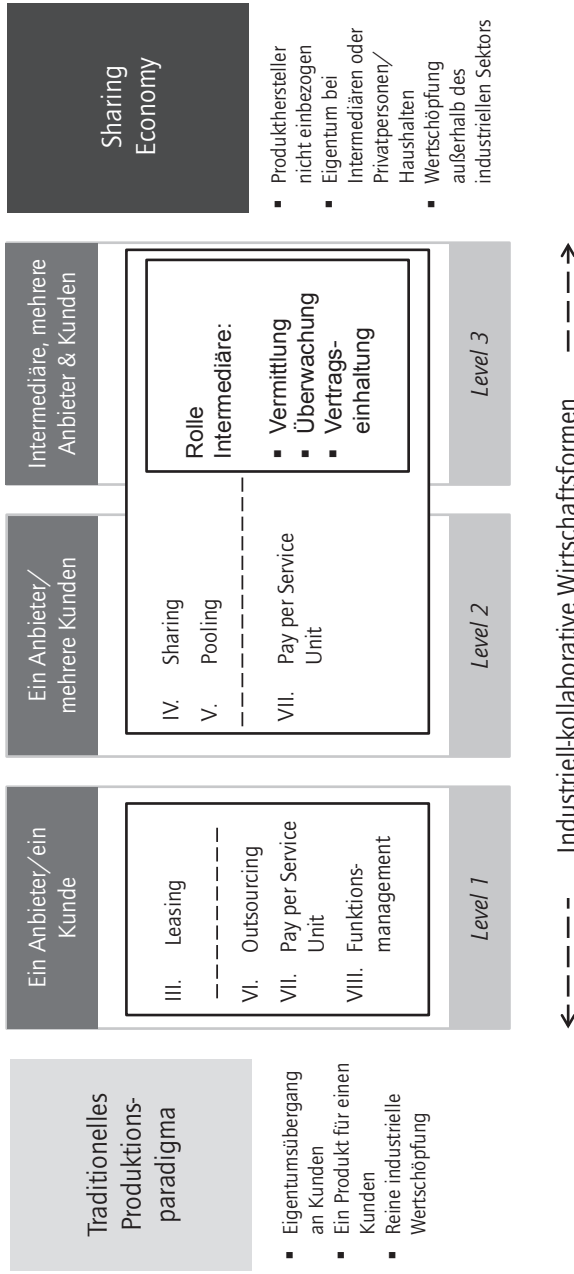 Traditionelles
Produktions-
paradigma
▪ Eigentumsübergang
an Kunden
▪ Ein Produkt für einen
Kunden
▪ Reine industrielle
Wertschöpfung
Ein Anbieter/ein
Kunde
III. Leasing
VI. Outsourcing
VII. Pay per Service
Unit
VIII. Funktions-
management
Level 1
Ein Anbieter/
mehrere Kunden
IV. Sharing
V. Pooling
VII. Pay per Service
Unit
Level 2
Intermediäre, mehrere
Anbieter & Kunden
Rolle
Intermediäre:
▪ Vermittlung
▪ Überwachung
▪ Vertrags-
einhaltung
Level 3
Sharing
Economy
▪ Produkthersteller
nicht einbezogen
▪ Eigentum bei
Intermediären oder
Privatpersonen/
Haushalten
▪ Wertschöpfung
außerhalb des
industriellen Sektors
Industriell-kollaborative Wirtschaftsformen